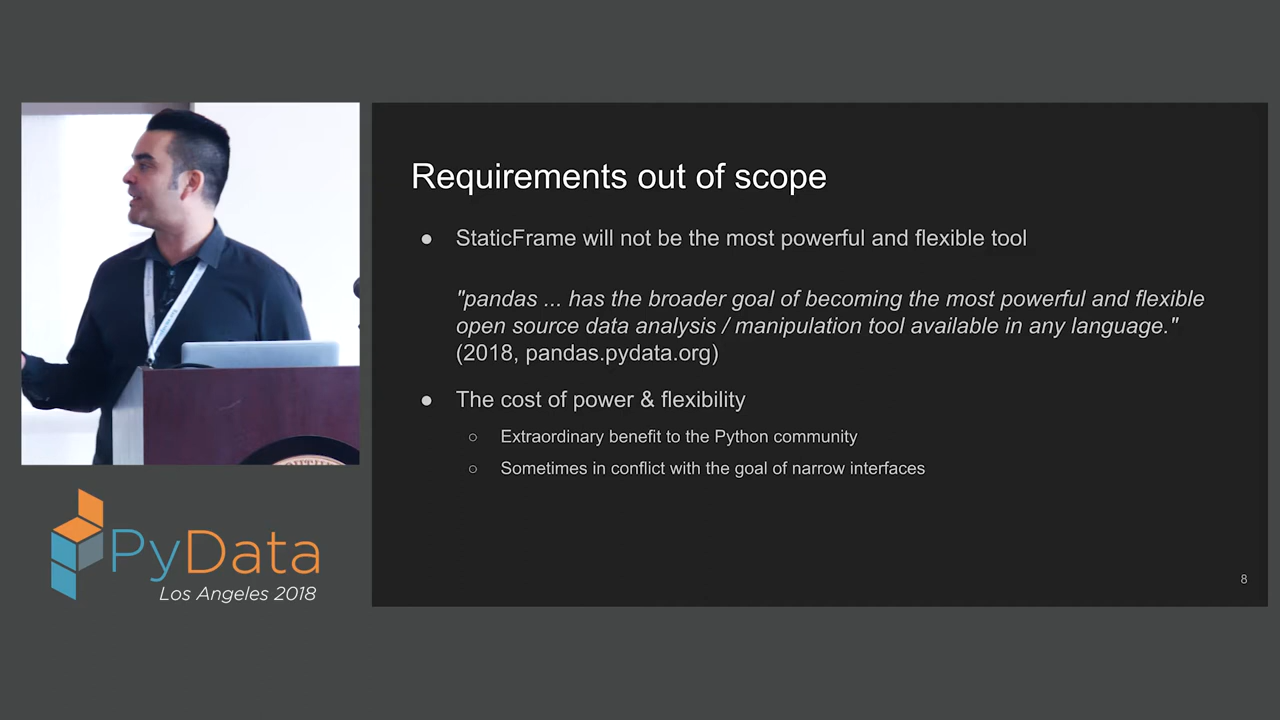 Requirements out of scope
● StaticFrame will not be the most powerful and flexible tool
"pandas ... has the broader goal of becoming the most powerful and flexible
open source data analysis / manipulation tool available in any language."
(2018, pandas.pydata.org)
● The cost of power & flexibility
○ Extraordinary benefit to the Python community
○ Sometimes in conflict with the goal of narrow interfaces
8
PyData
Los Angeles 2018